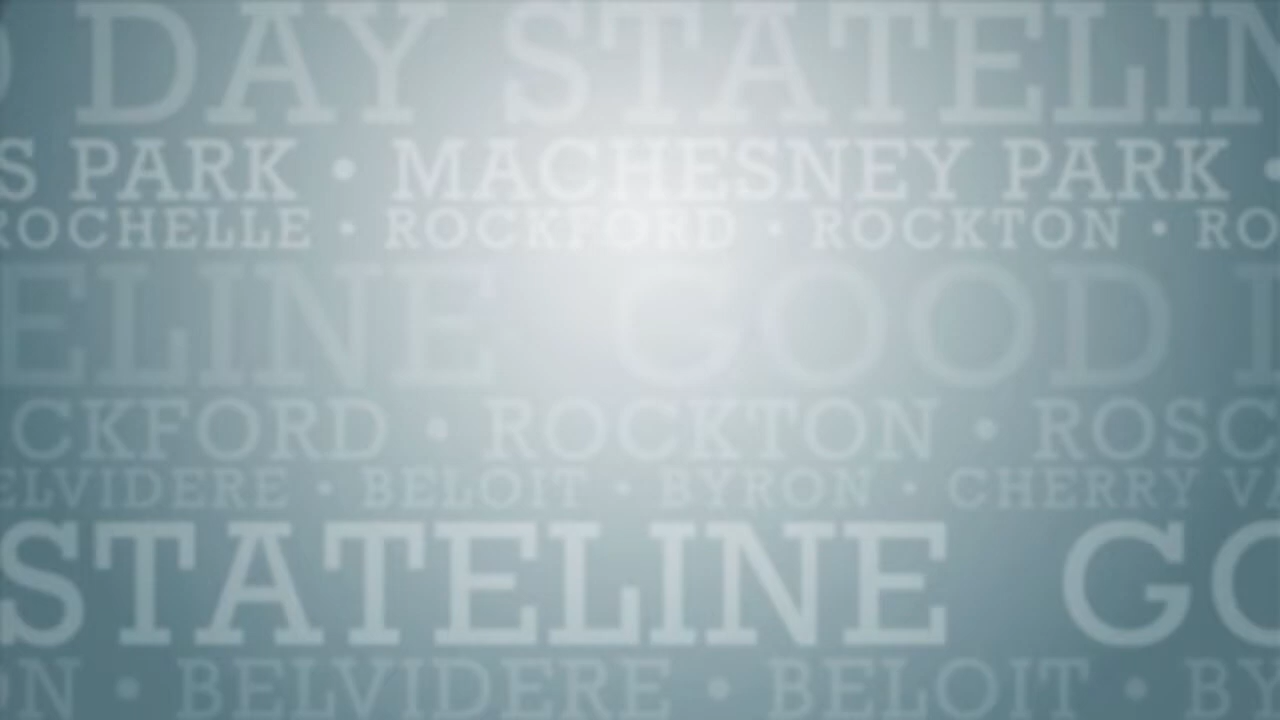 DAY STATELIN
S PARK • MACHESNEY PARK •
ROCHELLE • ROCKFORD • ROCKTON • RO
ELINE GOOD D
CKFORD • ROCKTON • ROSC
ELVIDERE • BELOIT • BYRON • CHERRY VA
STATELINE GO
ON • BELVIDERE • BELOIT • BY